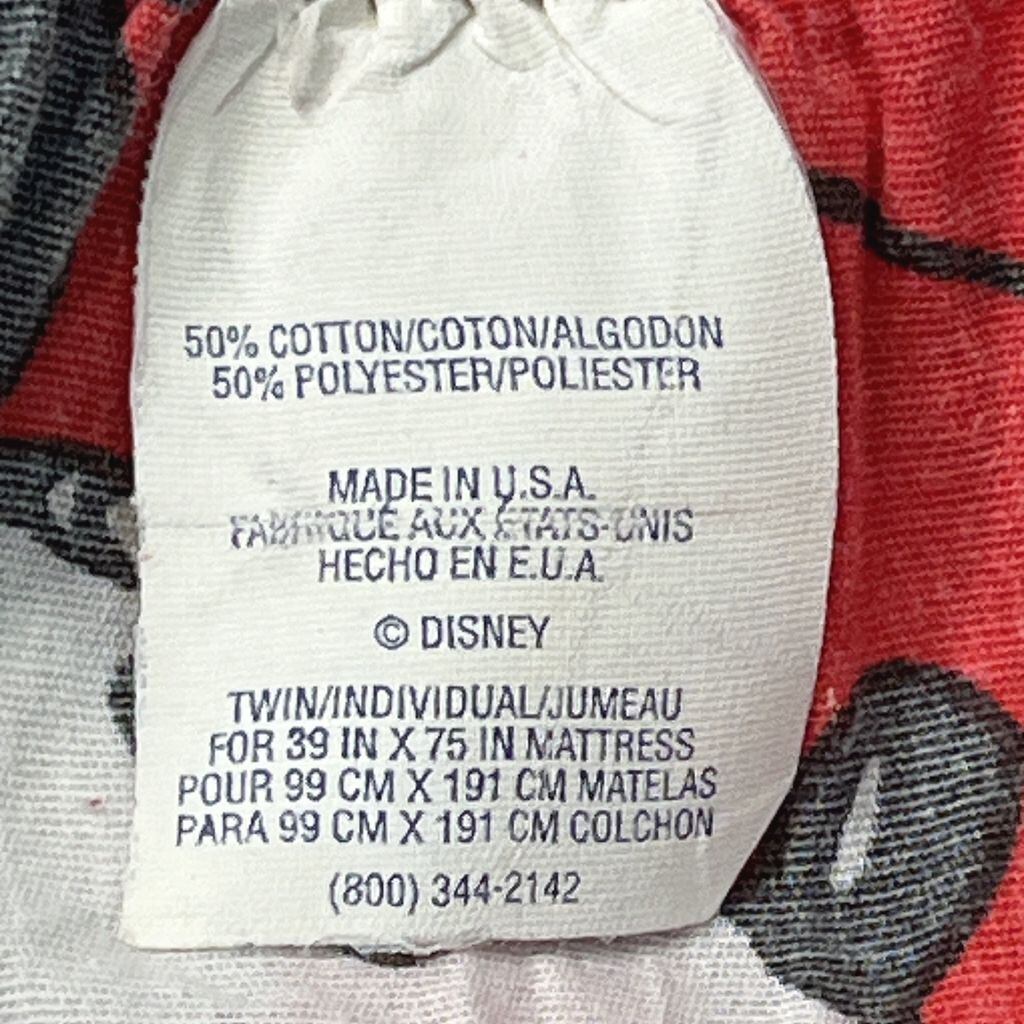 50% COTTON/COTON/ALGODON
50% POLYESTER/POLIESTER
MADE IN U.S.A.
FABRIQUE AUX ETATS-UNIS
HECHO EN E.U.A.
© DISNEY
TWIN/INDIVIDUAL/JUMEAU
FOR 39 IN X 75 IN MATTRESS
POUR 99 CM X 191 CM MATELAS
PARA 99 CM X 191 CM COLCHON
(800) 344-2142